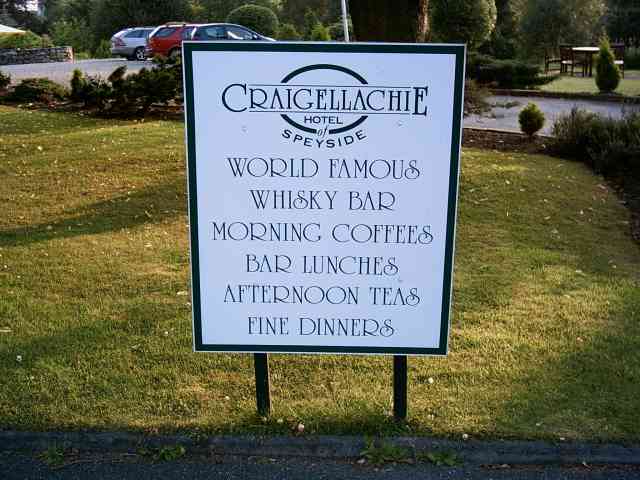 CRAIGELLACHIE
HOTEL
of
SPEYSIDE
WORLD FAMOUS
WHISKY BAR
MORNING COFFEES
BAR LUNCHES
AFTERNOON TEAS
FINE DINNERS